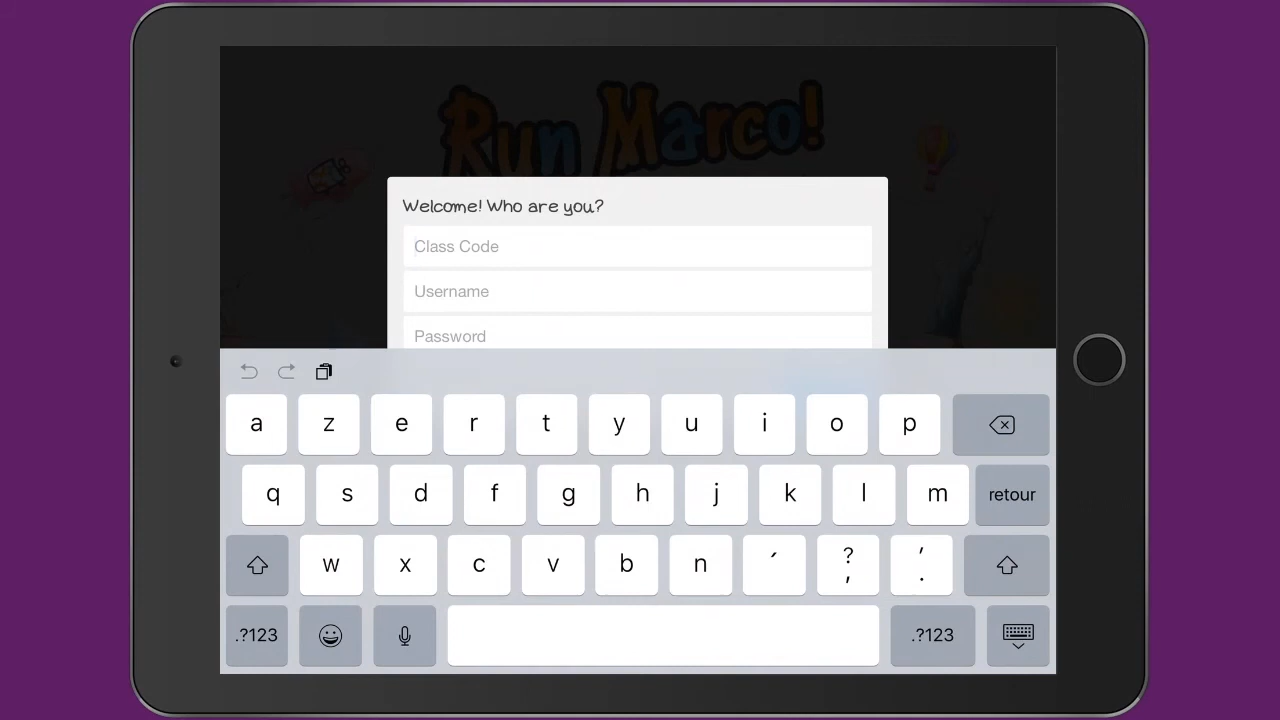 Run Marco!
Welcome! Who are you?
Class Code
Username
Password
a z e r t y u i o p
q s d f g h j k l m retour
w x c v b n ´ ? , ' .
.?123 .?123